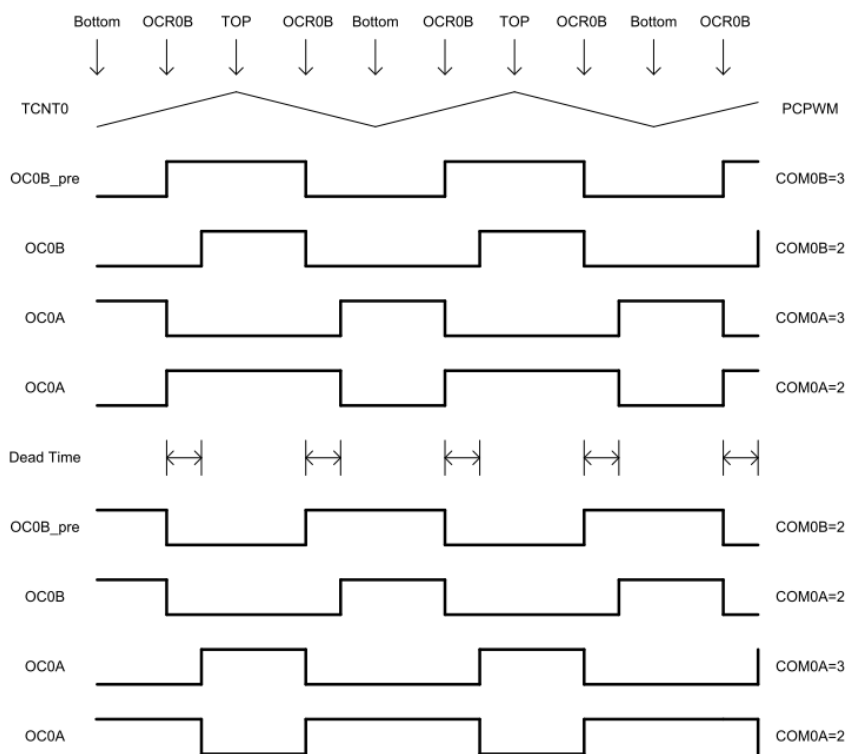 Bottom OCR0B TOP OCR0B Bottom OCR0B TOP OCR0B Bottom OCR0B
TCNT0 PCPWM
OC0B_pre COM0B=3
OC0B COM0B=2
OC0A COM0A=3
OC0A COM0A=2
Dead Time
OC0B_pre COM0B=2
OC0B COM0A=2
OC0A COM0A=3
OC0A COM0A=2